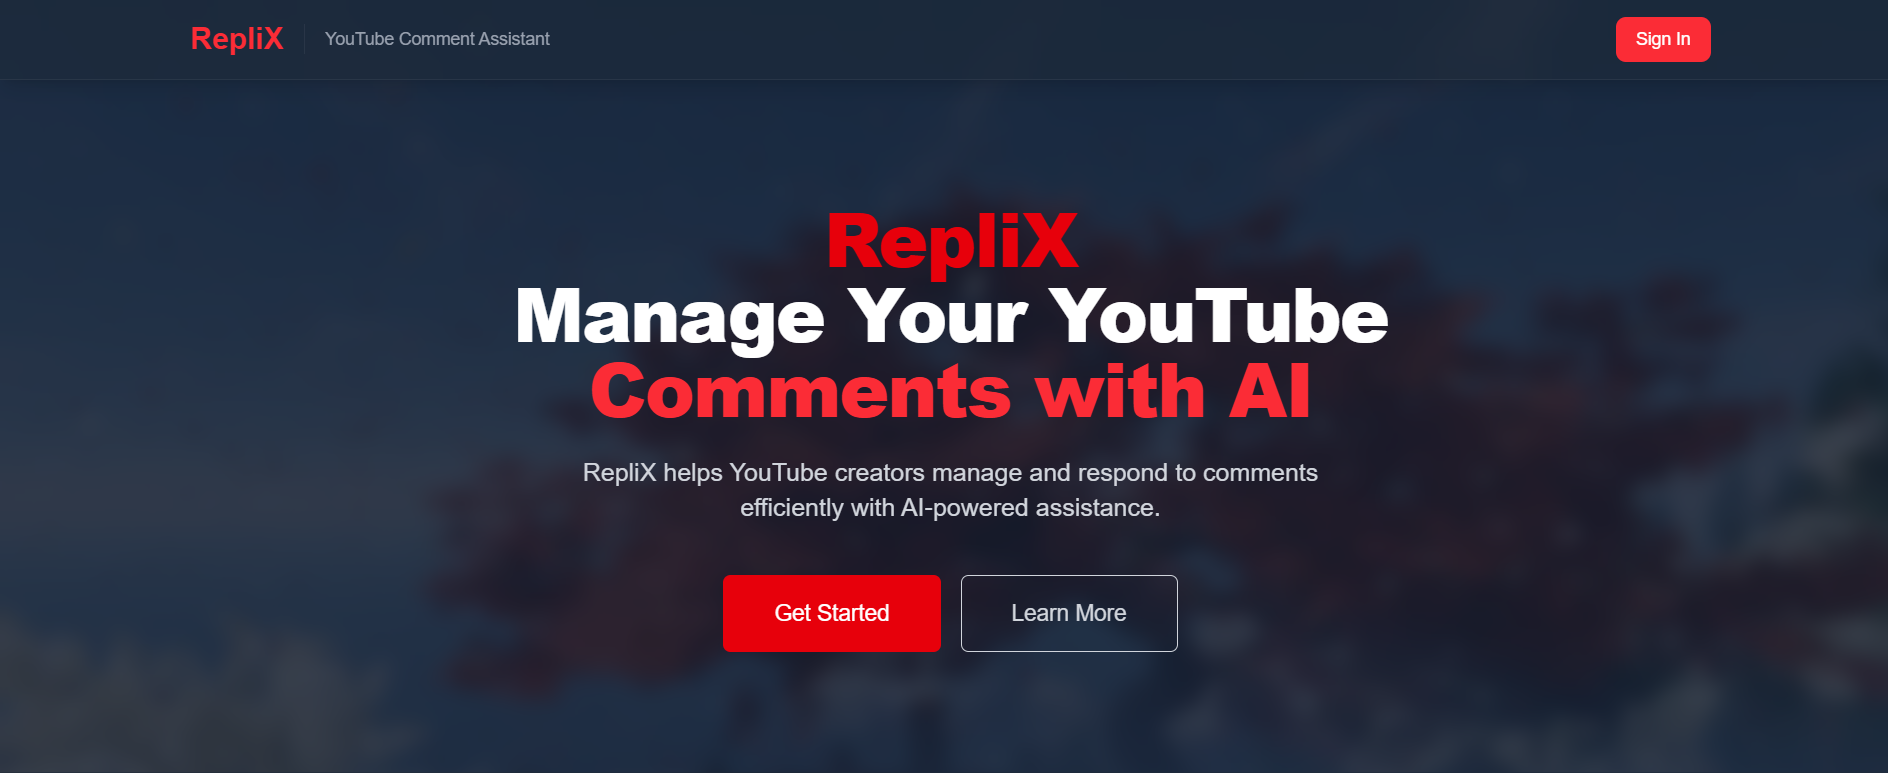 RepliX
YouTube Comment Assistant
Sign In
RepliX
Manage Your YouTube
Comments with AI
RepliX helps YouTube creators manage and respond to comments
efficiently with AI-powered assistance.
Get Started
Learn More